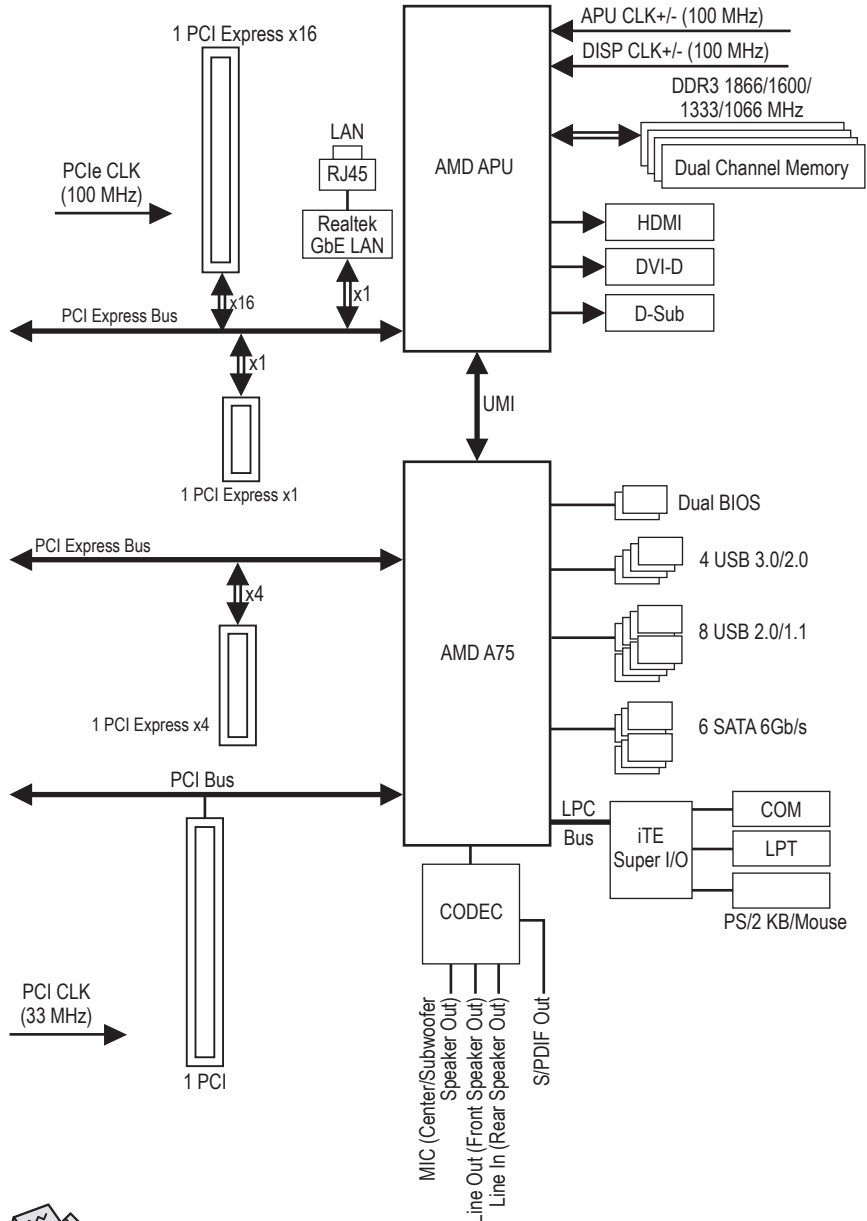 1 PCI Express x16
APU CLK+/- (100 MHz)
DISP CLK+/- (100 MHz)
DDR3 1866/1600/
1333/1066 MHz
LAN
RJ45
AMD APU
Dual Channel Memory
PCIe CLK
(100 MHz)
Realtek
GbE LAN
HDMI
DVI-D
D-Sub
x16
x1
PCI Express Bus
x1
UMI
1 PCI Express x1
Dual BIOS
PCI Express Bus
4 USB 3.0/2.0
x4
8 USB 2.0/1.1
AMD A75
1 PCI Express x4
6 SATA 6Gb/s
PCI Bus
LPC
Bus
iTE
Super I/O
COM
LPT
PS/2 KB/Mouse
CODEC
PCI CLK
(33 MHz)
1 PCI
MIC (Center/Subwoofer
Speaker Out)
Line Out (Front Speaker Out)
Line In (Rear Speaker Out)
S/PDIF Out